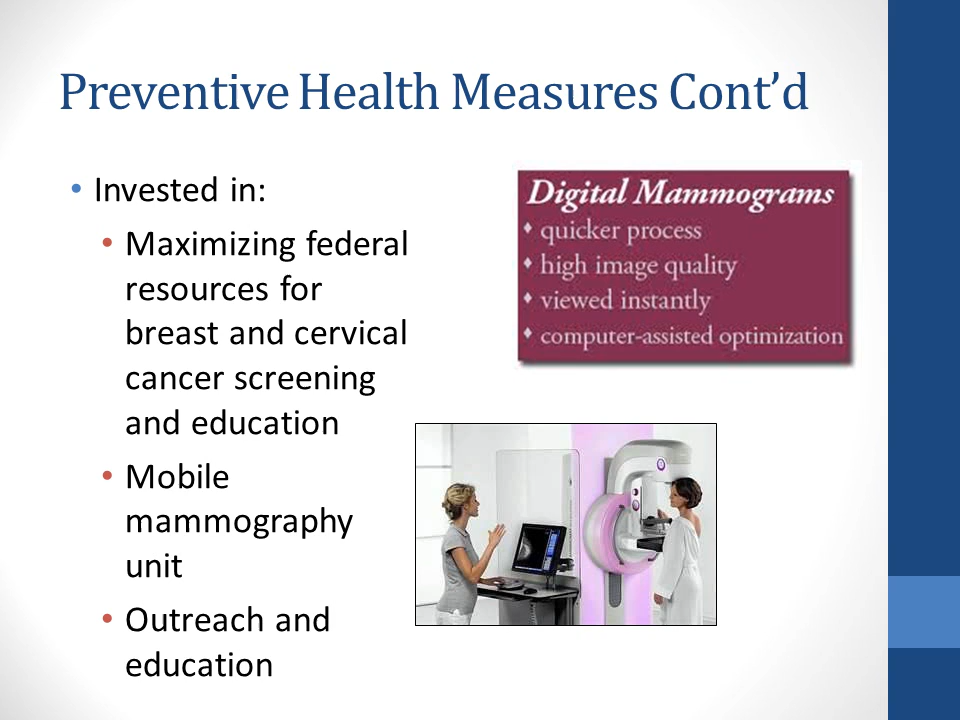 Preventive Health Measures Cont’d
• Invested in:
• Maximizing federal
resources for
breast and cervical
cancer screening
and education
• Mobile
mammography
unit
• Outreach and
education
Digital Mammograms
♦ quicker process
♦ high image quality
♦ viewed instantly
♦ computer-assisted optimization